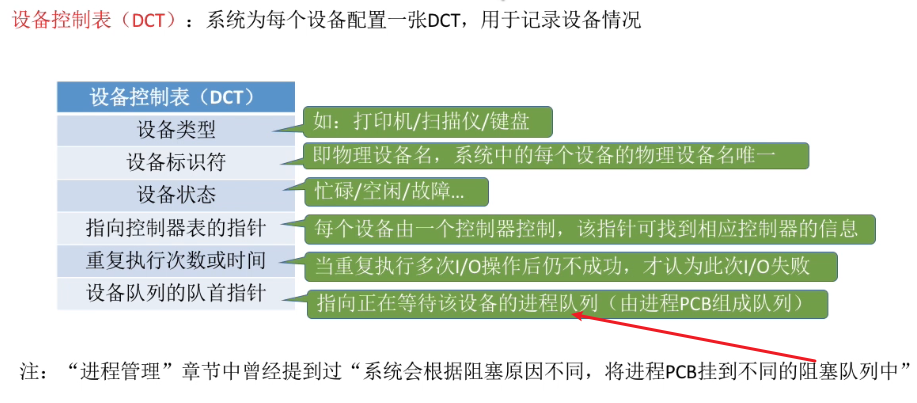 设备控制表（DCT）：系统为每个设备配置一张DCT，用于记录设备情况
设备控制表（DCT）
设备类型
如：打印机/扫描仪/键盘
设备标识符
即物理设备名，系统中的每个设备的物理设备名唯一
设备状态
忙碌/空闲/故障...
指向控制器表的指针
每个设备由一个控制器控制，该指针可找到相应控制器的信息
重复执行次数或时间
当重复执行多次I/O操作后仍不成功，才认为此次I/O失败
设备队列的队首指针
指向正在等待该设备的进程队列（由进程PCB组成队列）
注：“进程管理”章节中曾经提到过“系统会根据阻塞原因不同，将进程PCB挂到不同的阻塞队列中”